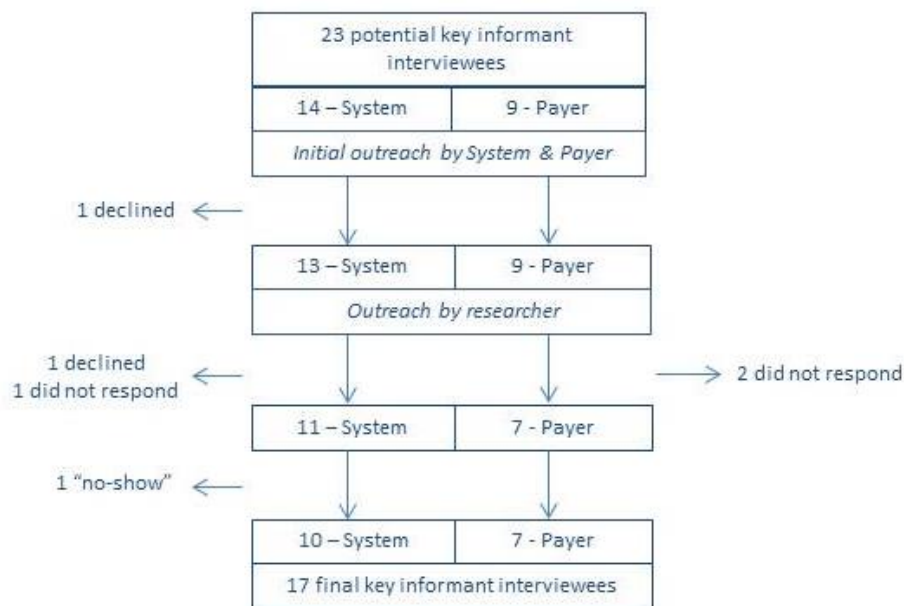 23 potential key informant
interviewees
14 – System
9 - Payer
Initial outreach by System & Payer
1 declined
13 – System
9 - Payer
Outreach by researcher
1 declined
1 did not respond
2 did not respond
11 – System
7 - Payer
1 “no-show”
10 – System
7 - Payer
17 final key informant interviewees